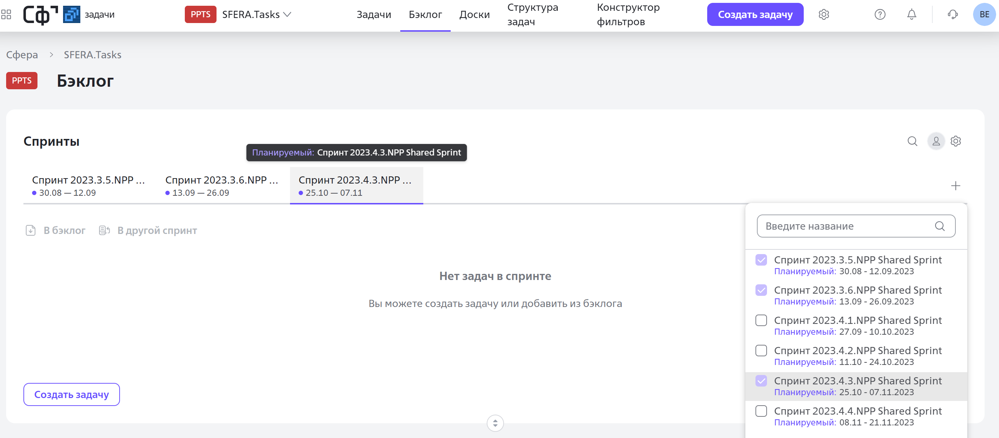 Сф
задачи
PPTS
SFERA.Tasks
Задачи
Бэклог
Доски
Структура
задач
Конструктор
фильтров
Создать задачу
BE
Сфера
SFERA.Tasks
PPTS
Бэклог
Спринты
Планируемый: Спринт 2023.4.3.NPP Shared Sprint
Спринт 2023.3.5.NPP ...
30.08 — 12.09
Спринт 2023.3.6.NPP ...
13.09 — 26.09
Спринт 2023.4.3.NPP ...
25.10 — 07.11
В бэклог
В другой спринт
Нет задач в спринте
Вы можете создать задачу или добавить из бэклога
Создать задачу
Введите название
Спринт 2023.3.5.NPP Shared Sprint
Планируемый: 30.08 - 12.09.2023
Спринт 2023.3.6.NPP Shared Sprint
Планируемый: 13.09 - 26.09.2023
Спринт 2023.4.1.NPP Shared Sprint
Планируемый: 27.09 - 10.10.2023
Спринт 2023.4.2.NPP Shared Sprint
Планируемый: 11.10 - 24.10.2023
Спринт 2023.4.3.NPP Shared Sprint
Планируемый: 25.10 - 07.11.2023
Спринт 2023.4.4.NPP Shared Sprint
Планируемый: 08.11 - 21.11.2023